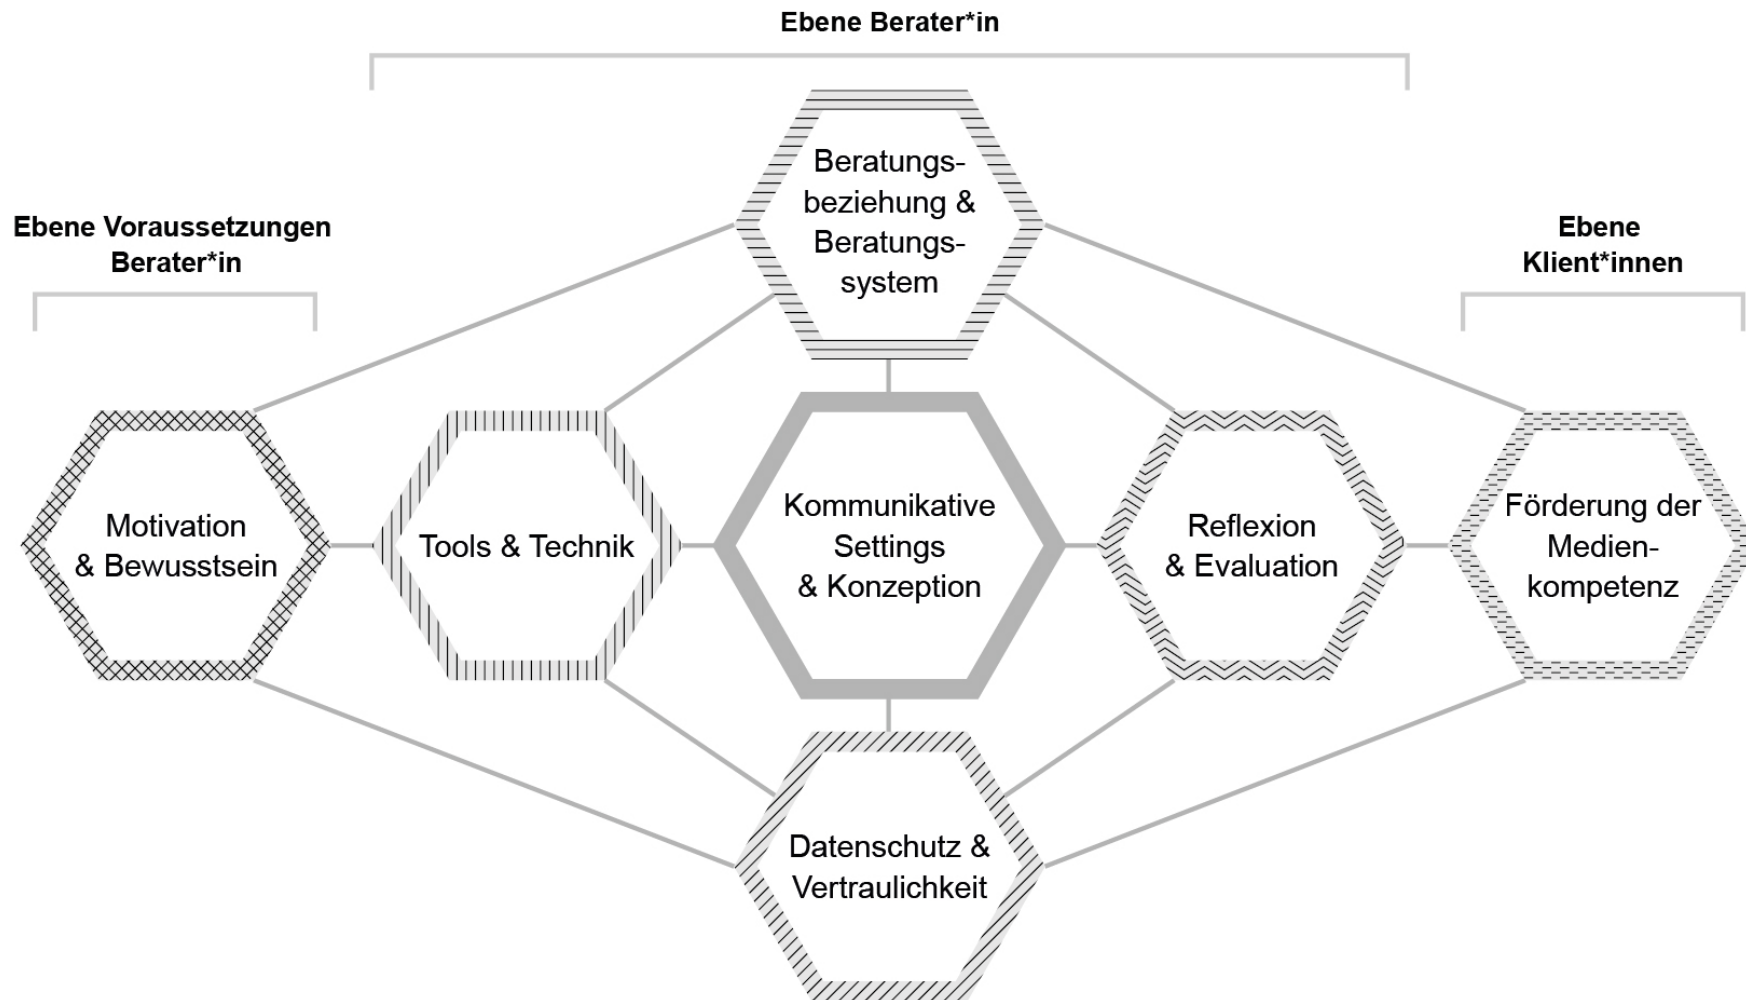 Ebene Berater*in
Beratungs-
beziehung &
Beratungs-
system
Ebene Voraussetzungen
Berater*in
Ebene
Klient*innen
Motivation
& Bewusstsein
Tools & Technik
Kommunikative
Settings
& Konzeption
Reflexion
& Evaluation
Förderung der
Medien-
kompetenz
Datenschutz &
Vertraulichkeit